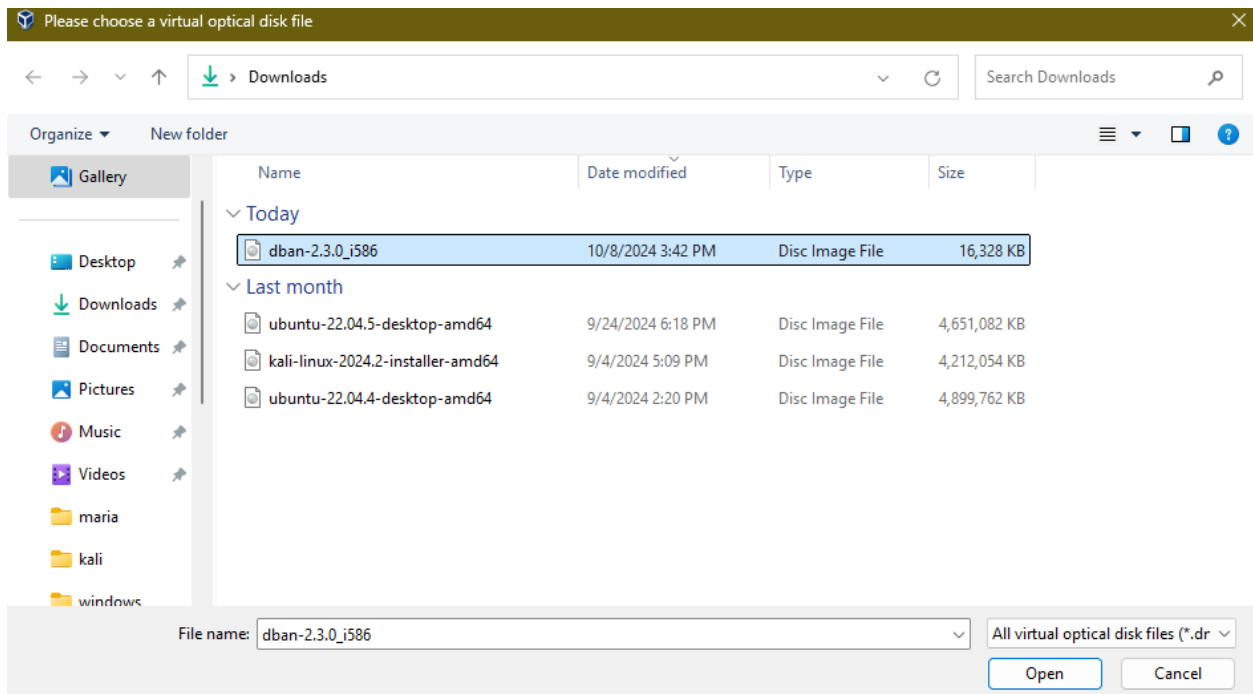 Please choose a virtual optical disk file
Downloads
Search Downloads
Organize
New folder
Gallery
Name
Date modified
Type
Size
Today
dban-2.3.0_i586 10/8/2024 3:42 PM Disc Image File 16,328 KB
Last month
ubuntu-22.04.5-desktop-amd64 9/24/2024 6:18 PM Disc Image File 4,651,082 KB
kali-linux-2024.2-installer-amd64 9/4/2024 5:09 PM Disc Image File 4,212,054 KB
ubuntu-22.04.4-desktop-amd64 9/4/2024 2:20 PM Disc Image File 4,899,762 KB
Desktop
Downloads
Documents
Pictures
Music
Videos
maria
kali
windows
File name: dban-2.3.0_i586
All virtual optical disk files (*.dr
Open
Cancel